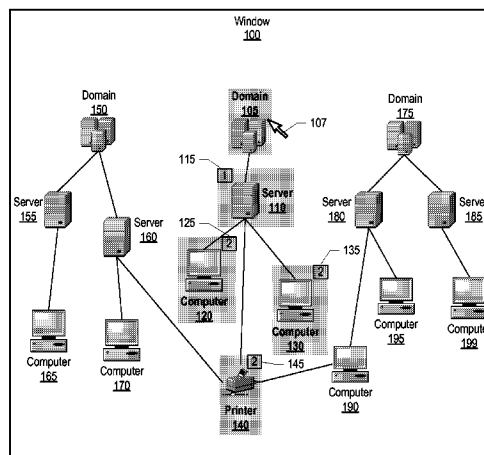 Window
100
Domain
150
Domain
105
107
Domain
175
115
1
Server
155
Server
160
Server
110
Server
180
Server
185
125
2
2
135
Computer
120
Computer
130
Computer
195
Computer
199
Computer
165
Computer
170
2
145
Printer
140
Computer
190